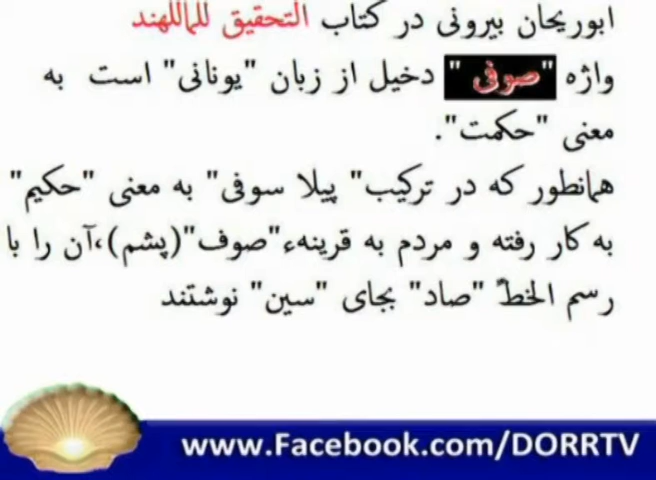 ابوریحان بیرونی در کتاب التحقیق للماللهند
واژه "صوفی" دخیل از زبان "یونانی" است به
معنی "حکمت".
همانطور که در ترکیب" پیلا سوفی" به معنی "حکیم"
به کار رفته و مردم به قرینهء"صوف"(پشم)،آن را با
رسم الخطّ "صاد" بجای "سین" نوشتند
www.Facebook.com/DORRTV